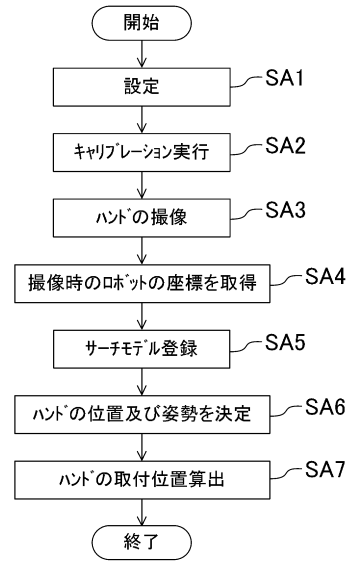 開始
設定 SA1
ｷｬﾘﾌﾞﾚｰｼｮﾝ実行 SA2
ﾊﾝﾄﾞの撮像 SA3
撮像時のﾛﾎﾞｯﾄの座標を取得 SA4
ｻｰﾁﾓﾃﾞﾙ登録 SA5
ﾊﾝﾄﾞの位置及び姿勢を決定 SA6
ﾊﾝﾄﾞの取付位置算出 SA7
終了